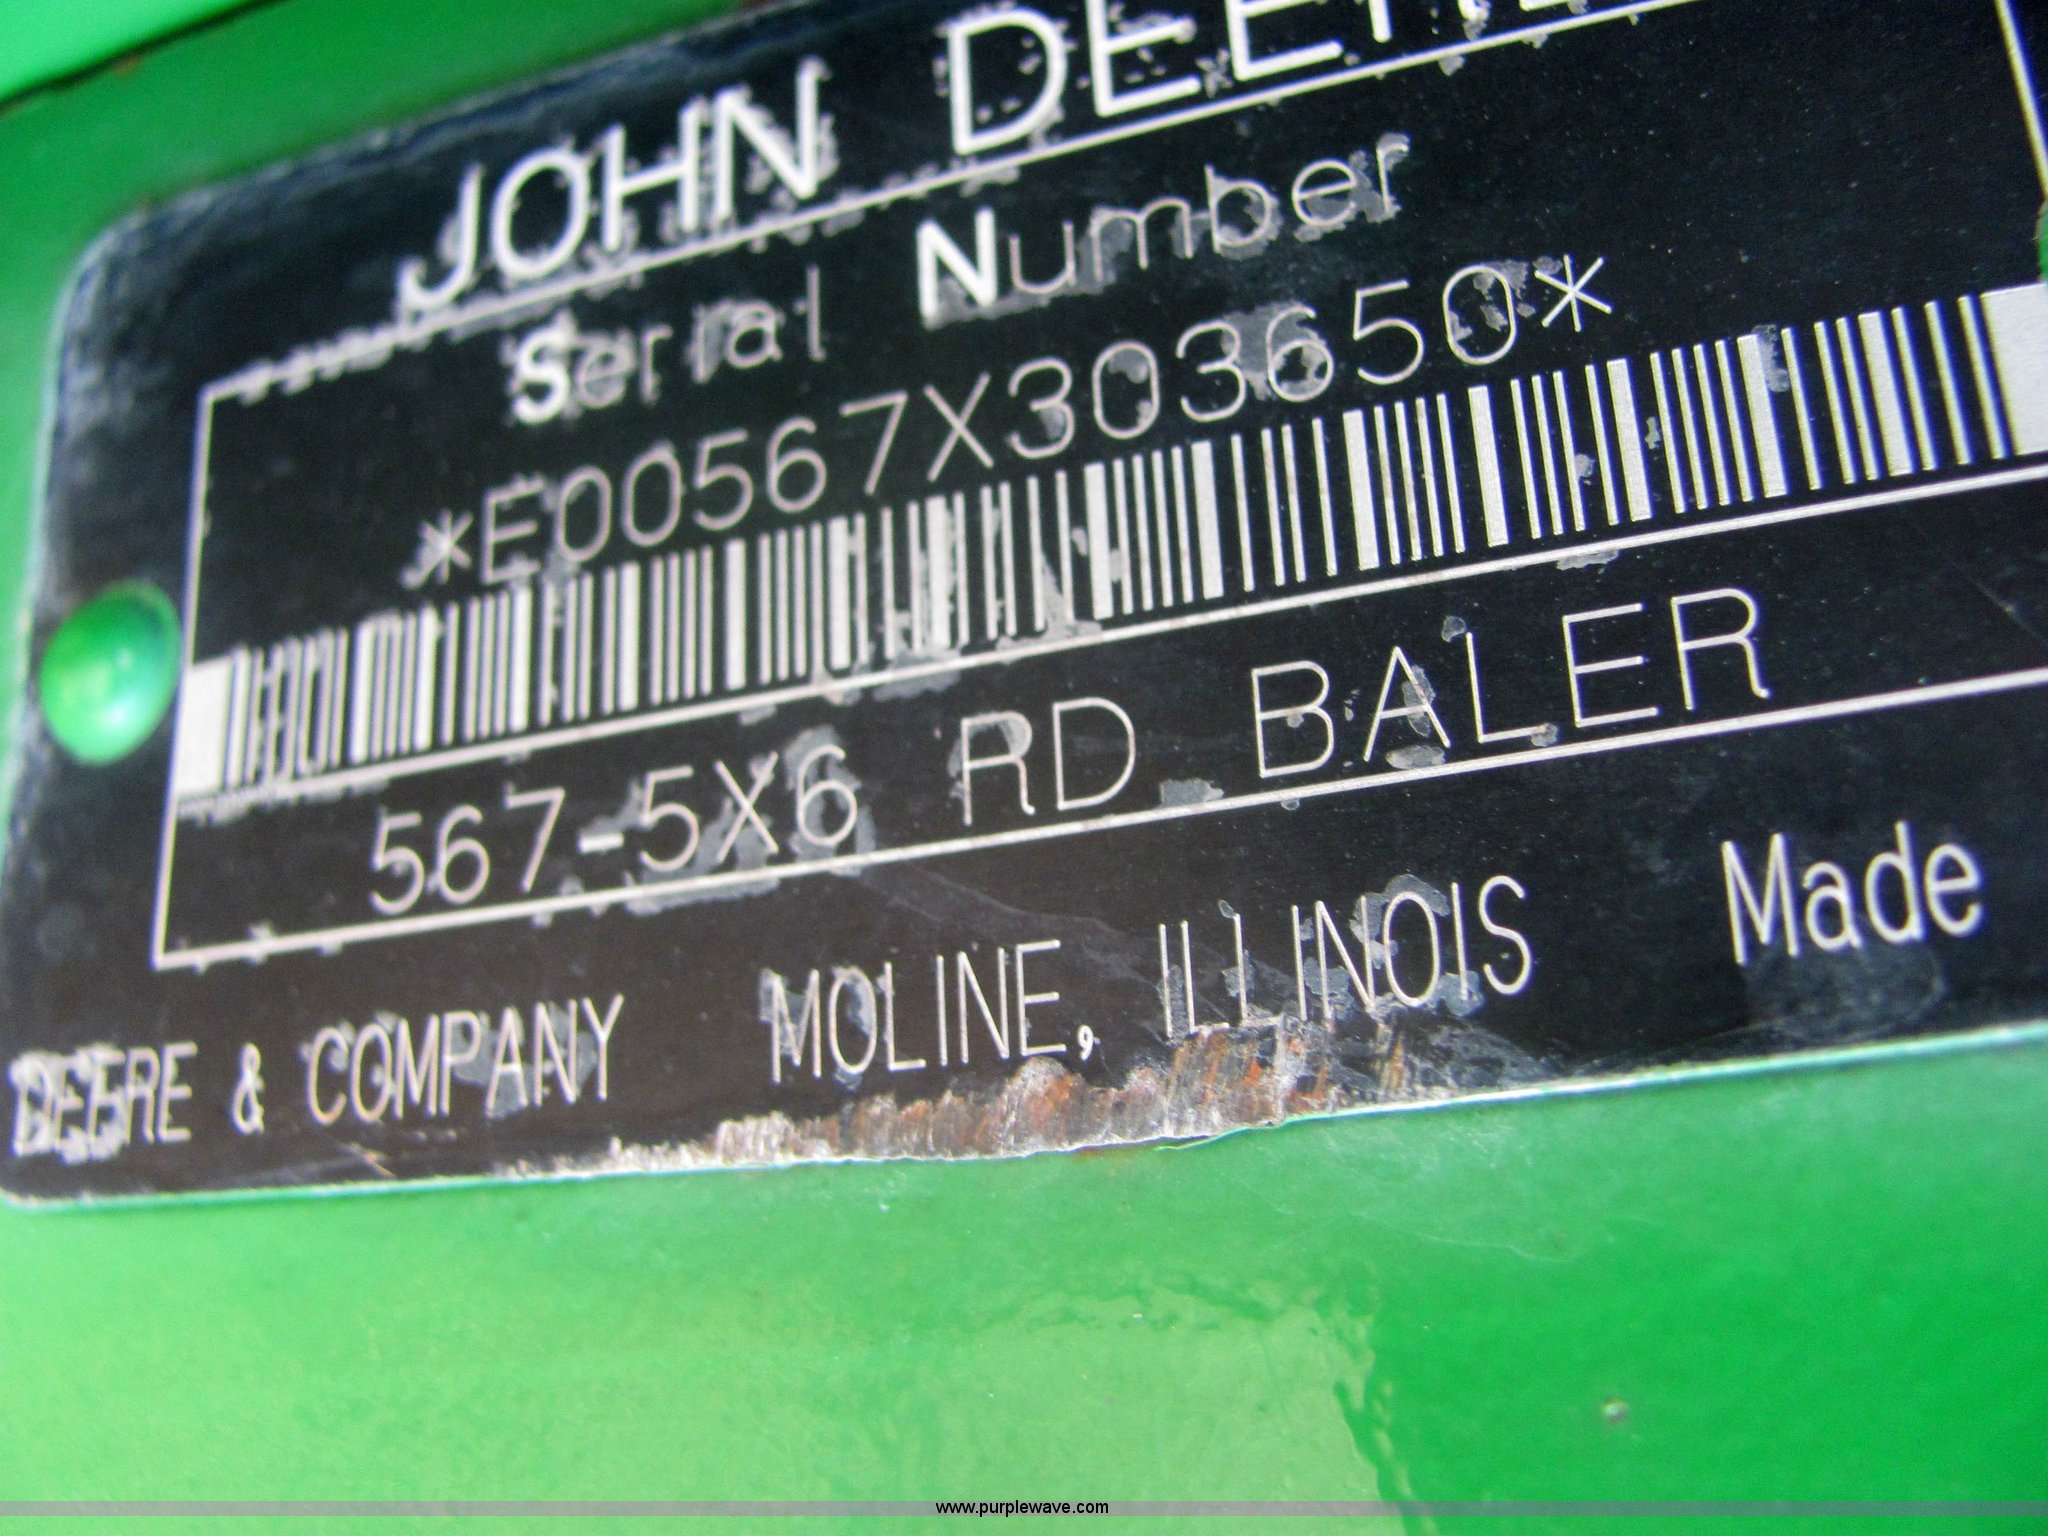 JOHN DEERE
Serial Number
*E00567X303650*
567-5X6 RD BALER
DEERE & COMPANY MOLINE, ILLINOIS Made
www.purplewave.com